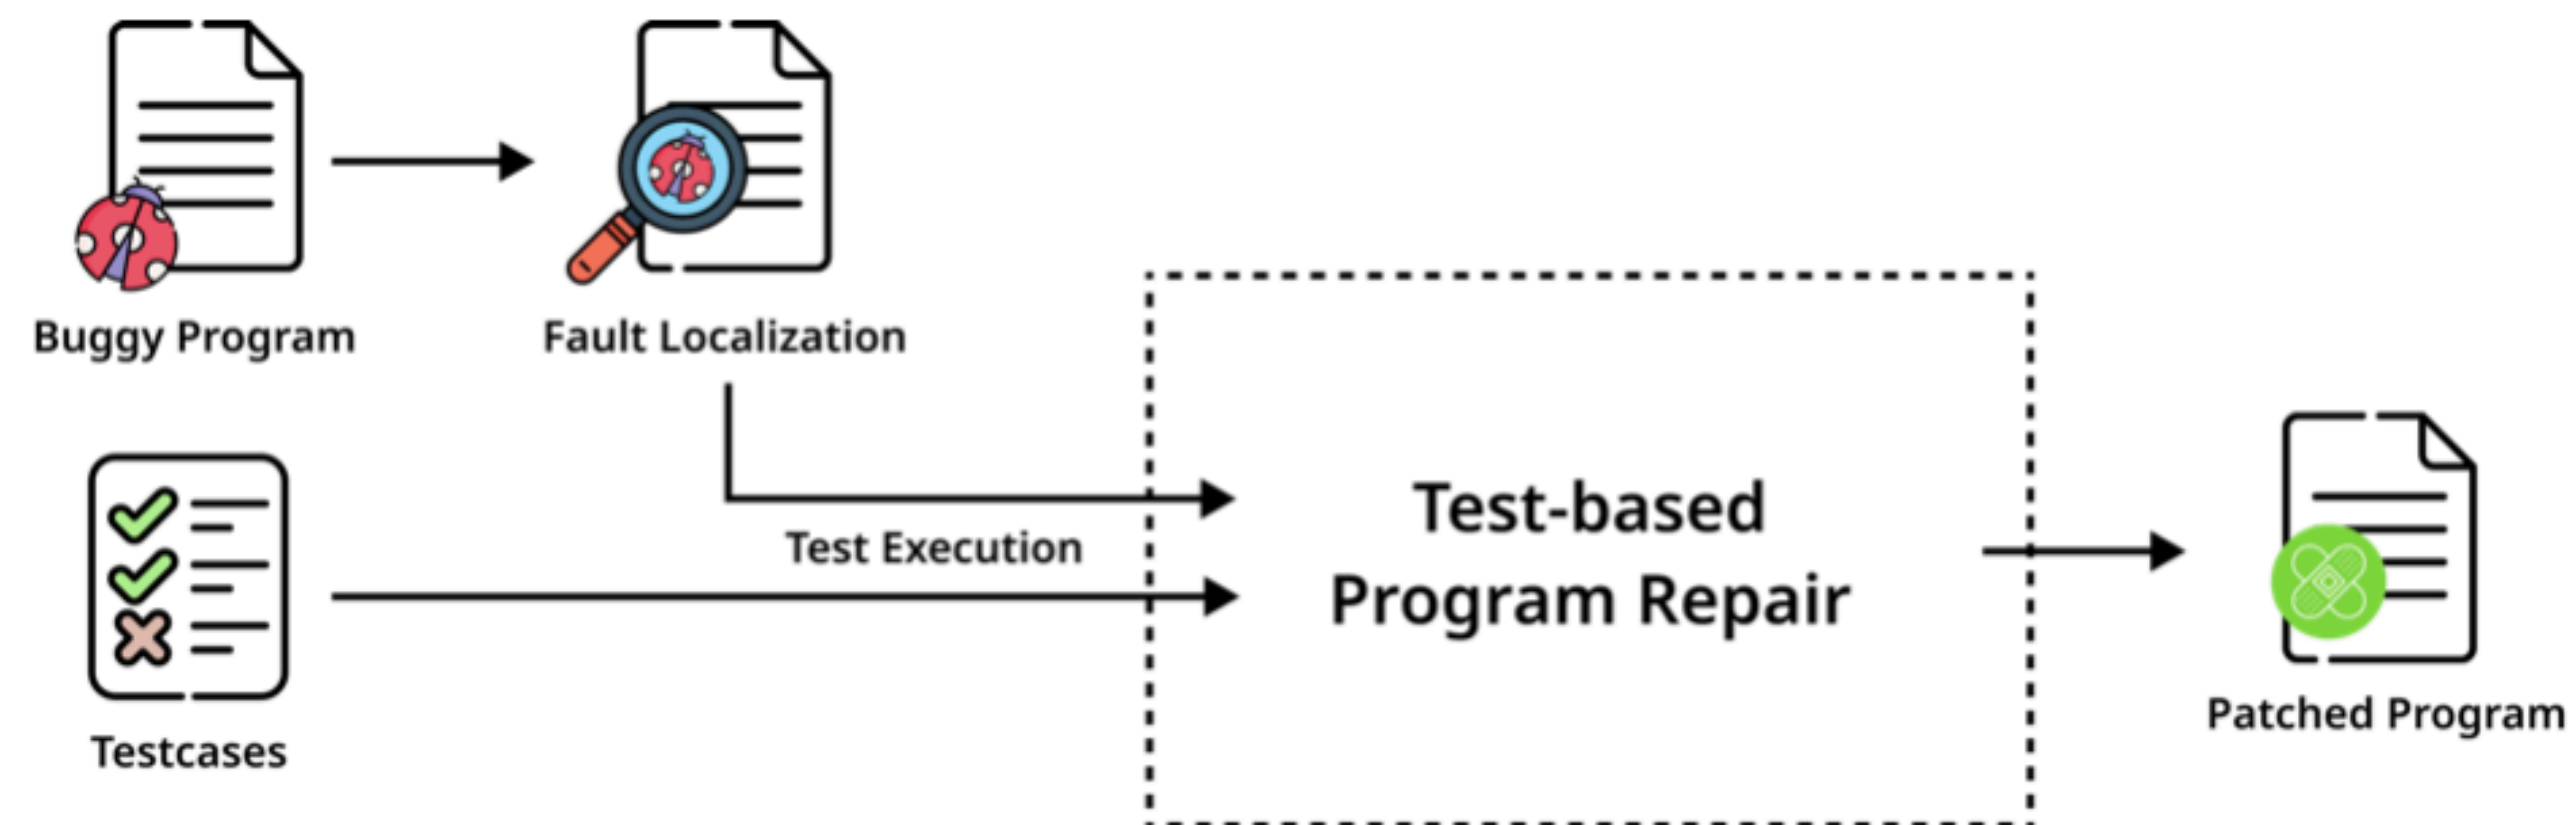 Buggy Program
Fault Localization
Test Execution
Testcases
Test-based
Program Repair
Patched Program